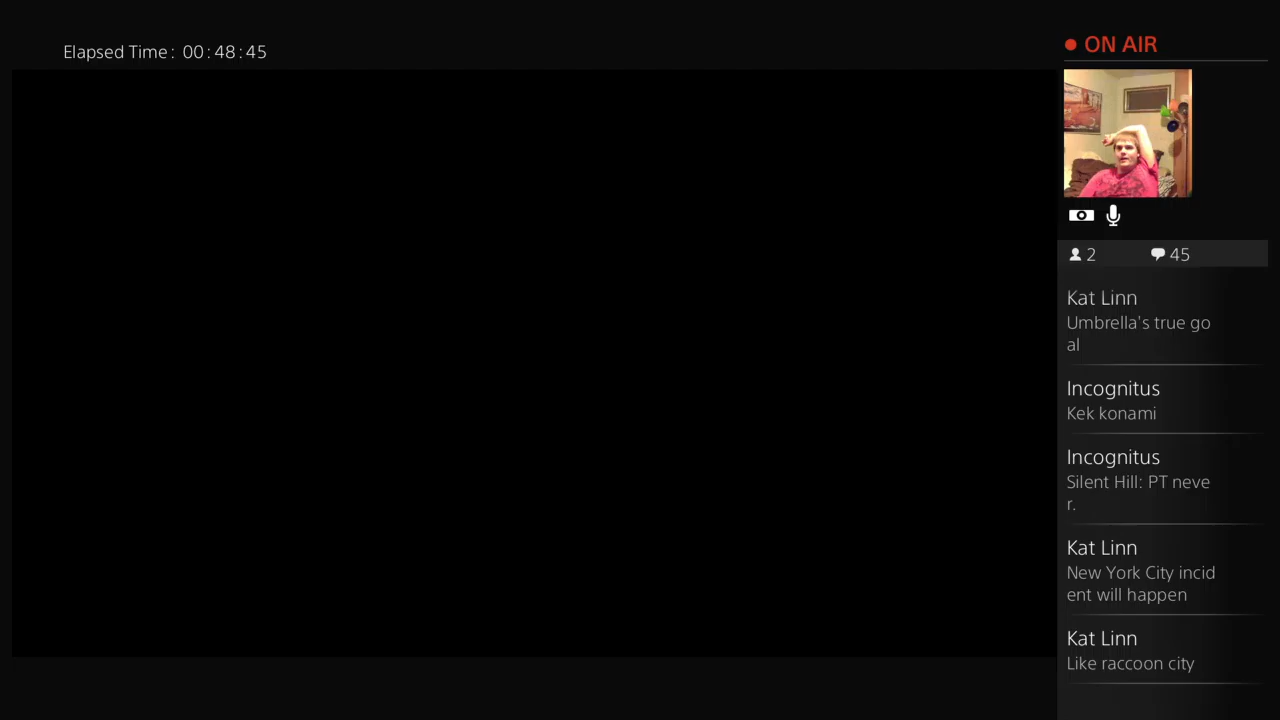 Elapsed Time: 00:48:45
ON AIR
2
45
Kat Linn
Umbrella's true go
al
Incognitus
Kek konami
Incognitus
Silent Hill: PT neve
r.
Kat Linn
New York City incid
ent will happen
Kat Linn
Like raccoon city